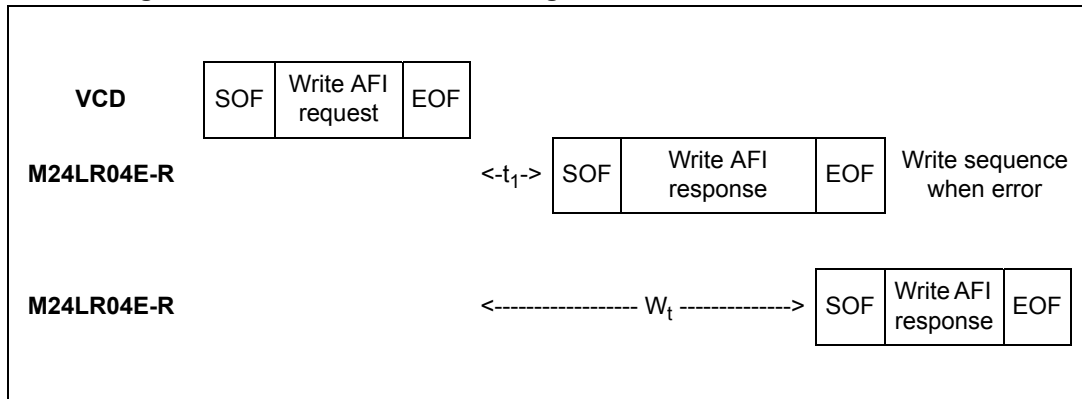 VCD SOF Write AFI request EOF
M24LR04E-R <-t1-> SOF Write AFI response EOF Write sequence when error
M24LR04E-R <------------------ Wt --------------> SOF Write AFI response EOF